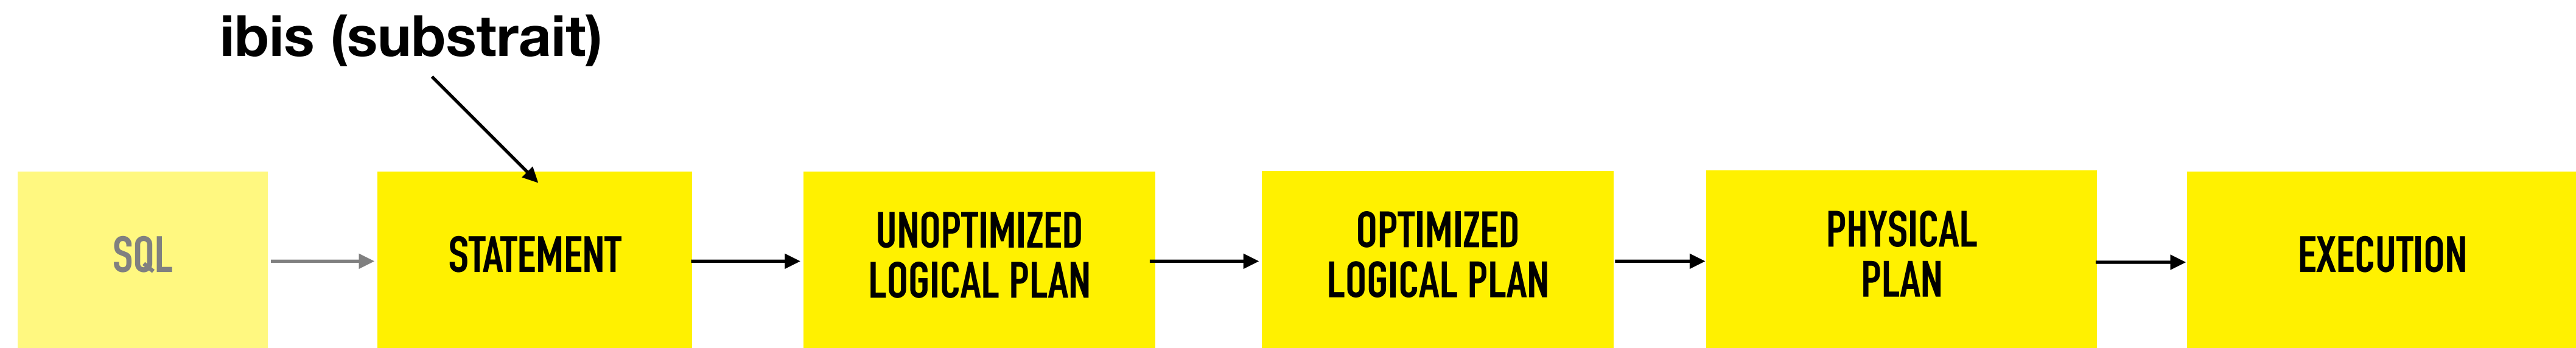 ibis (substrait)
SQL
STATEMENT
UNOPTIMIZED
LOGICAL PLAN
OPTIMIZED
LOGICAL PLAN
PHYSICAL
PLAN
EXECUTION